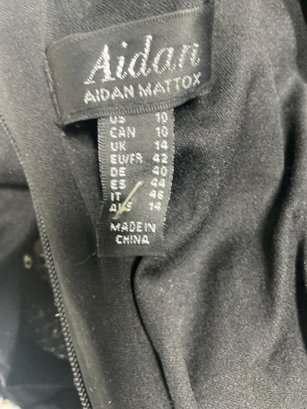 Aidan
AIDAN MATTOX
US 10
CAN 10
UK 14
EU/FR 42
DE 40
ES 44
IT 46
AUS 14
MADE IN
CHINA